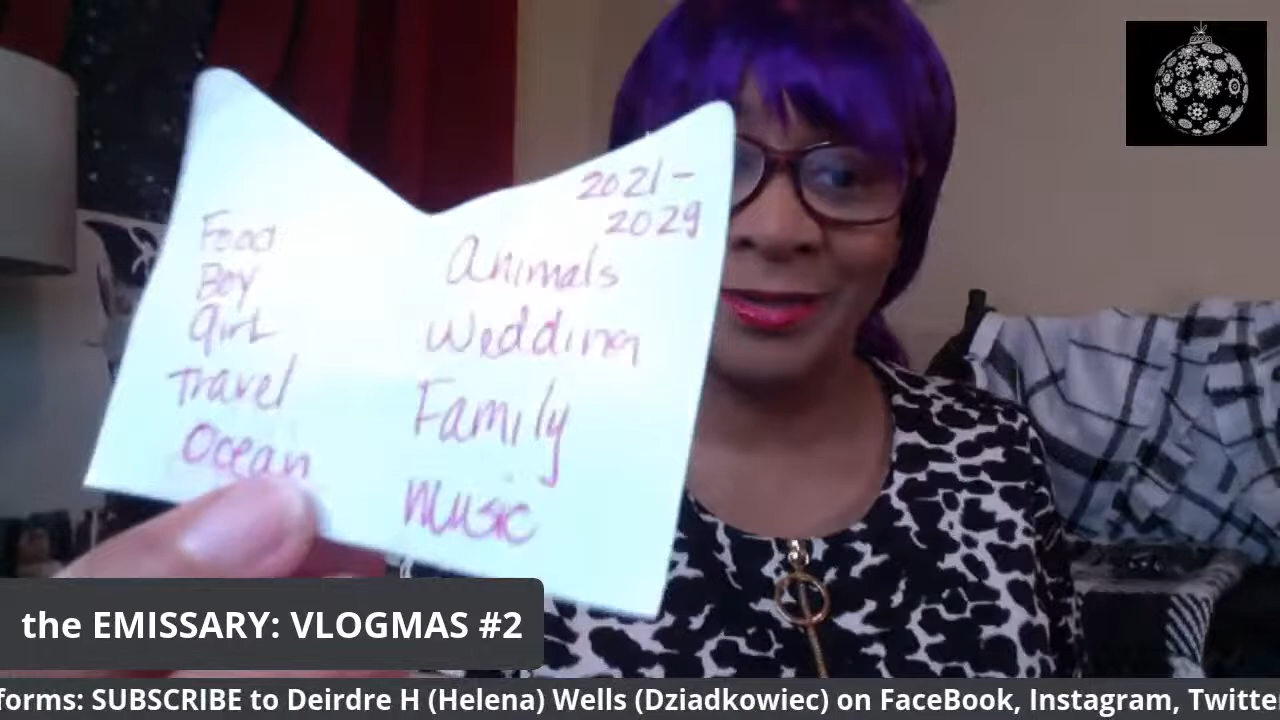 Food
Boy
Girl
Travel
Ocean
2021-
2029
Animals
Wedding
Family
Music
the EMISSARY: VLOGMAS #2
forms: SUBSCRIBE to Deirdre H (Helena) Wells (Dziadkowiec) on FaceBook, Instagram, Twitter